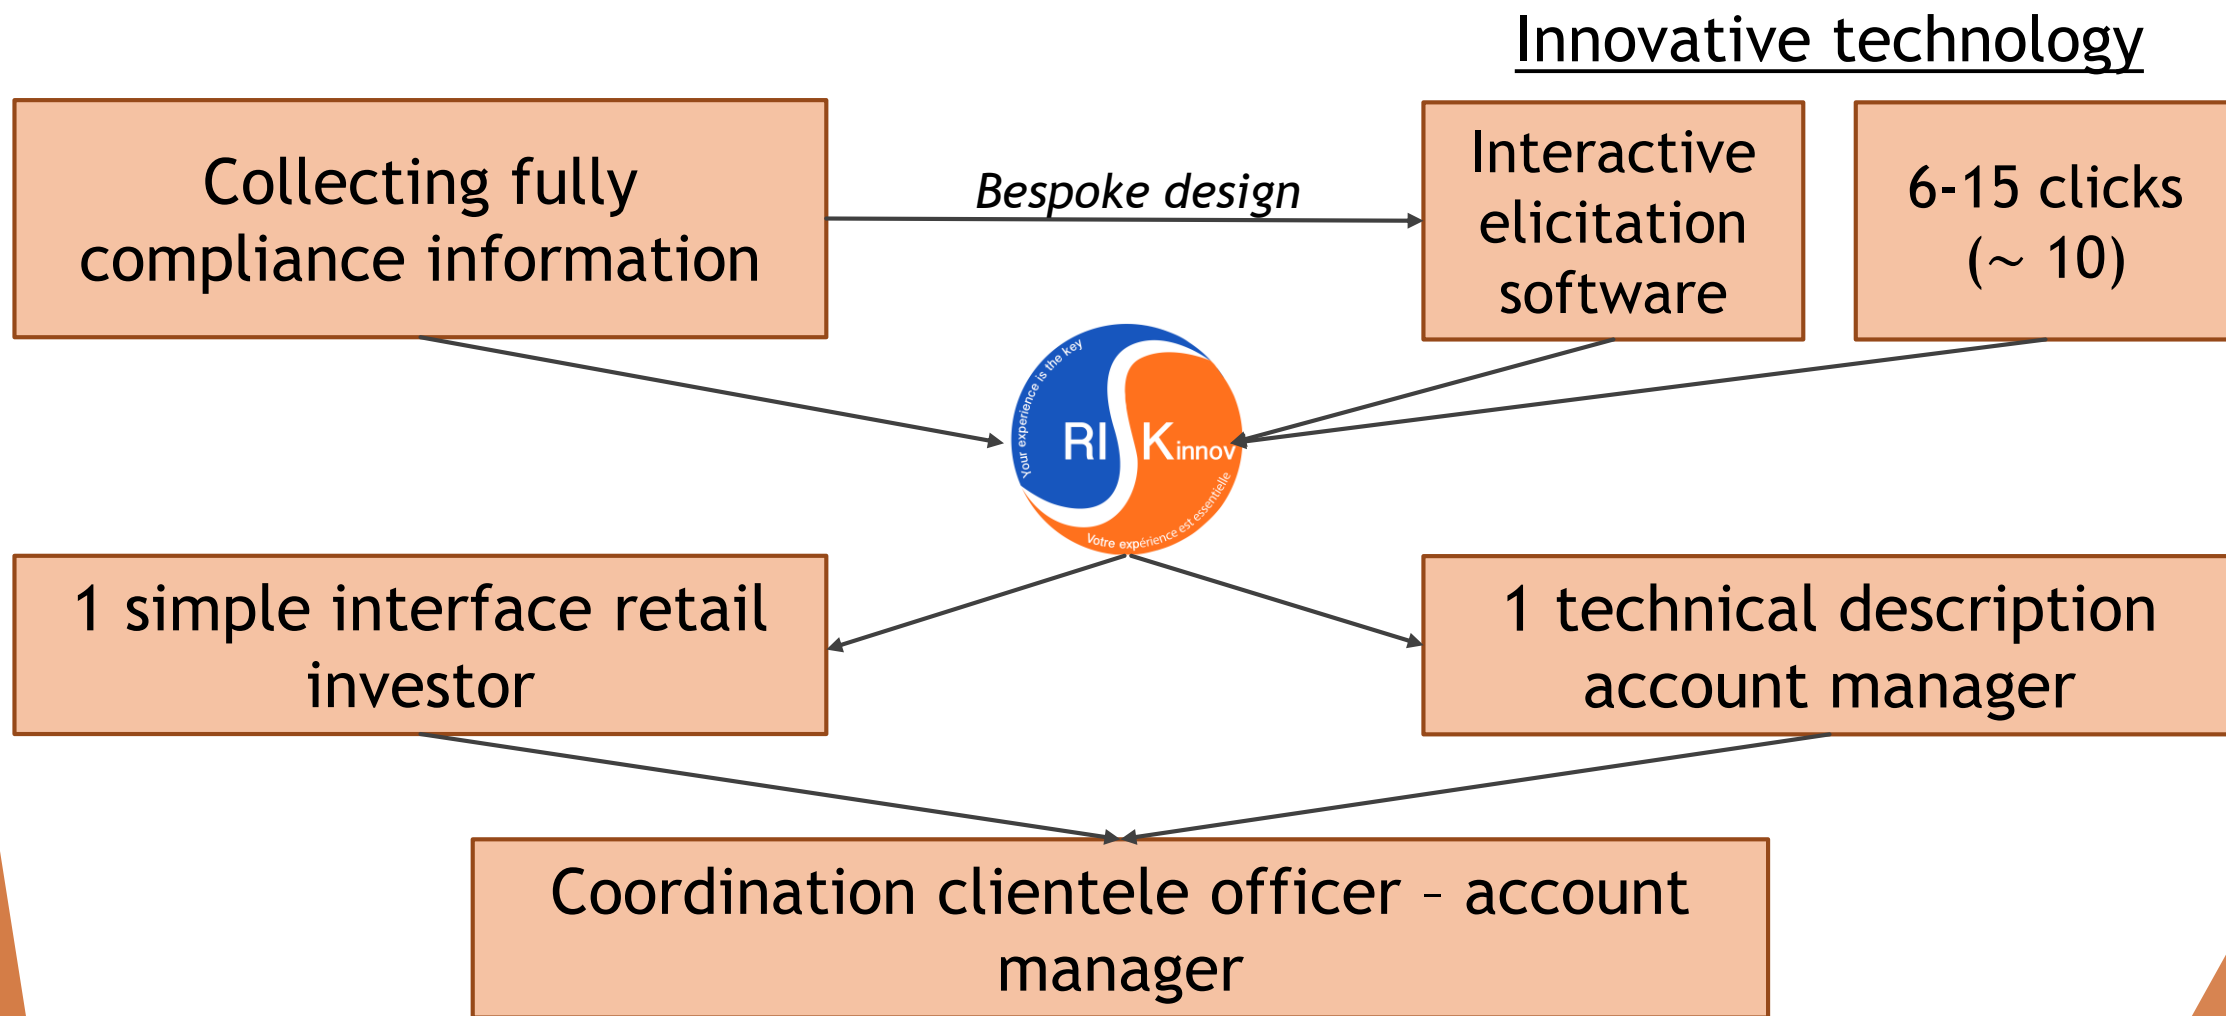 Innovative technology
Collecting fully
compliance information
Bespoke design
Interactive
elicitation
software
6-15 clicks
(~ 10)
Your experience is the key
RISKinnov
Votre expérience est essentielle
1 simple interface retail
investor
1 technical description
account manager
Coordination clientele officer – account
manager